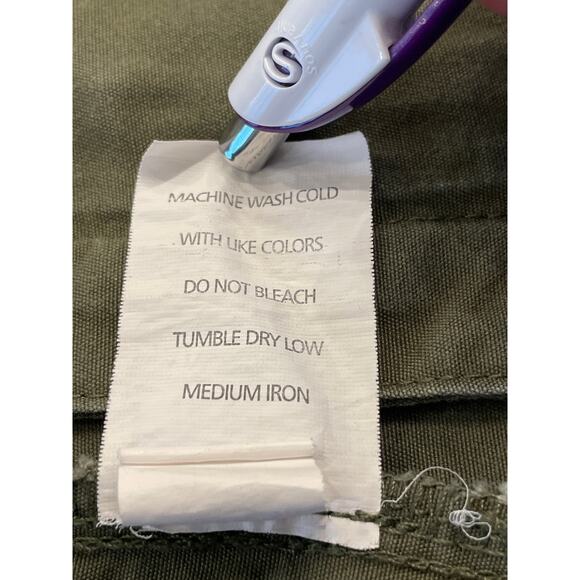 S
MACHINE WASH COLD
WITH LIKE COLORS
DO NOT BLEACH
TUMBLE DRY LOW
MEDIUM IRON